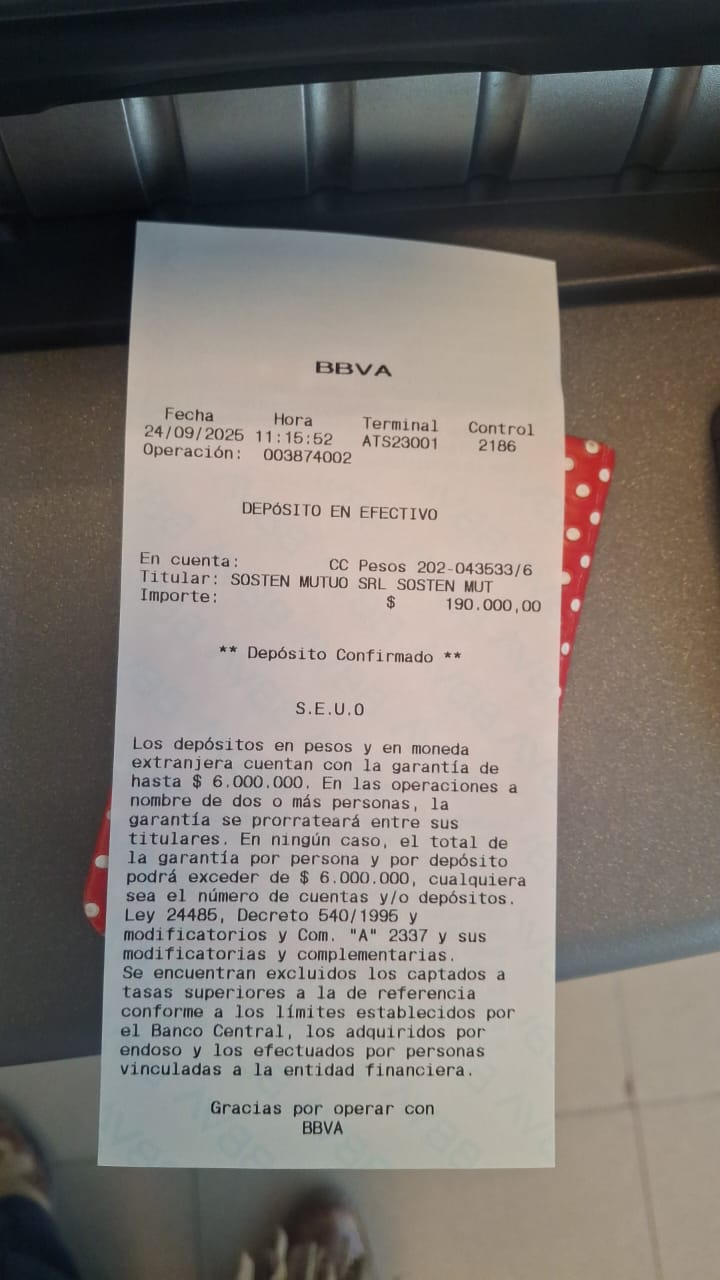 BBVA
Fecha Hora Terminal Control
24/09/2025 11:15:52 ATS23001 2186
Operación: 003874002
DEPóSITO EN EFECTIVO
En cuenta: CC Pesos 202-043533/6
Titular: SOSTEN MUTUO SRL SOSTEN MUT
Importe: $ 190.000,00
** Depósito Confirmado **
S.E.U.O
Los depósitos en pesos y en moneda
extranjera cuentan con la garantía de
hasta $ 6.000.000. En las operaciones a
nombre de dos o más personas, la
garantía se prorrateará entre sus
titulares. En ningún caso, el total de
la garantía por persona y por depósito
podrá exceder de $ 6.000.000, cualquiera
sea el número de cuentas y/o depósitos.
Ley 24485, Decreto 540/1995 y
modificatorios y Com. "A" 2337 y sus
modificatorias y complementarias.
Se encuentran excluidos los captados a
tasas superiores a la de referencia
conforme a los límites establecidos por
el Banco Central, los adquiridos por
endoso y los efectuados por personas
vinculadas a la entidad financiera.
Gracias por operar con
BBVA